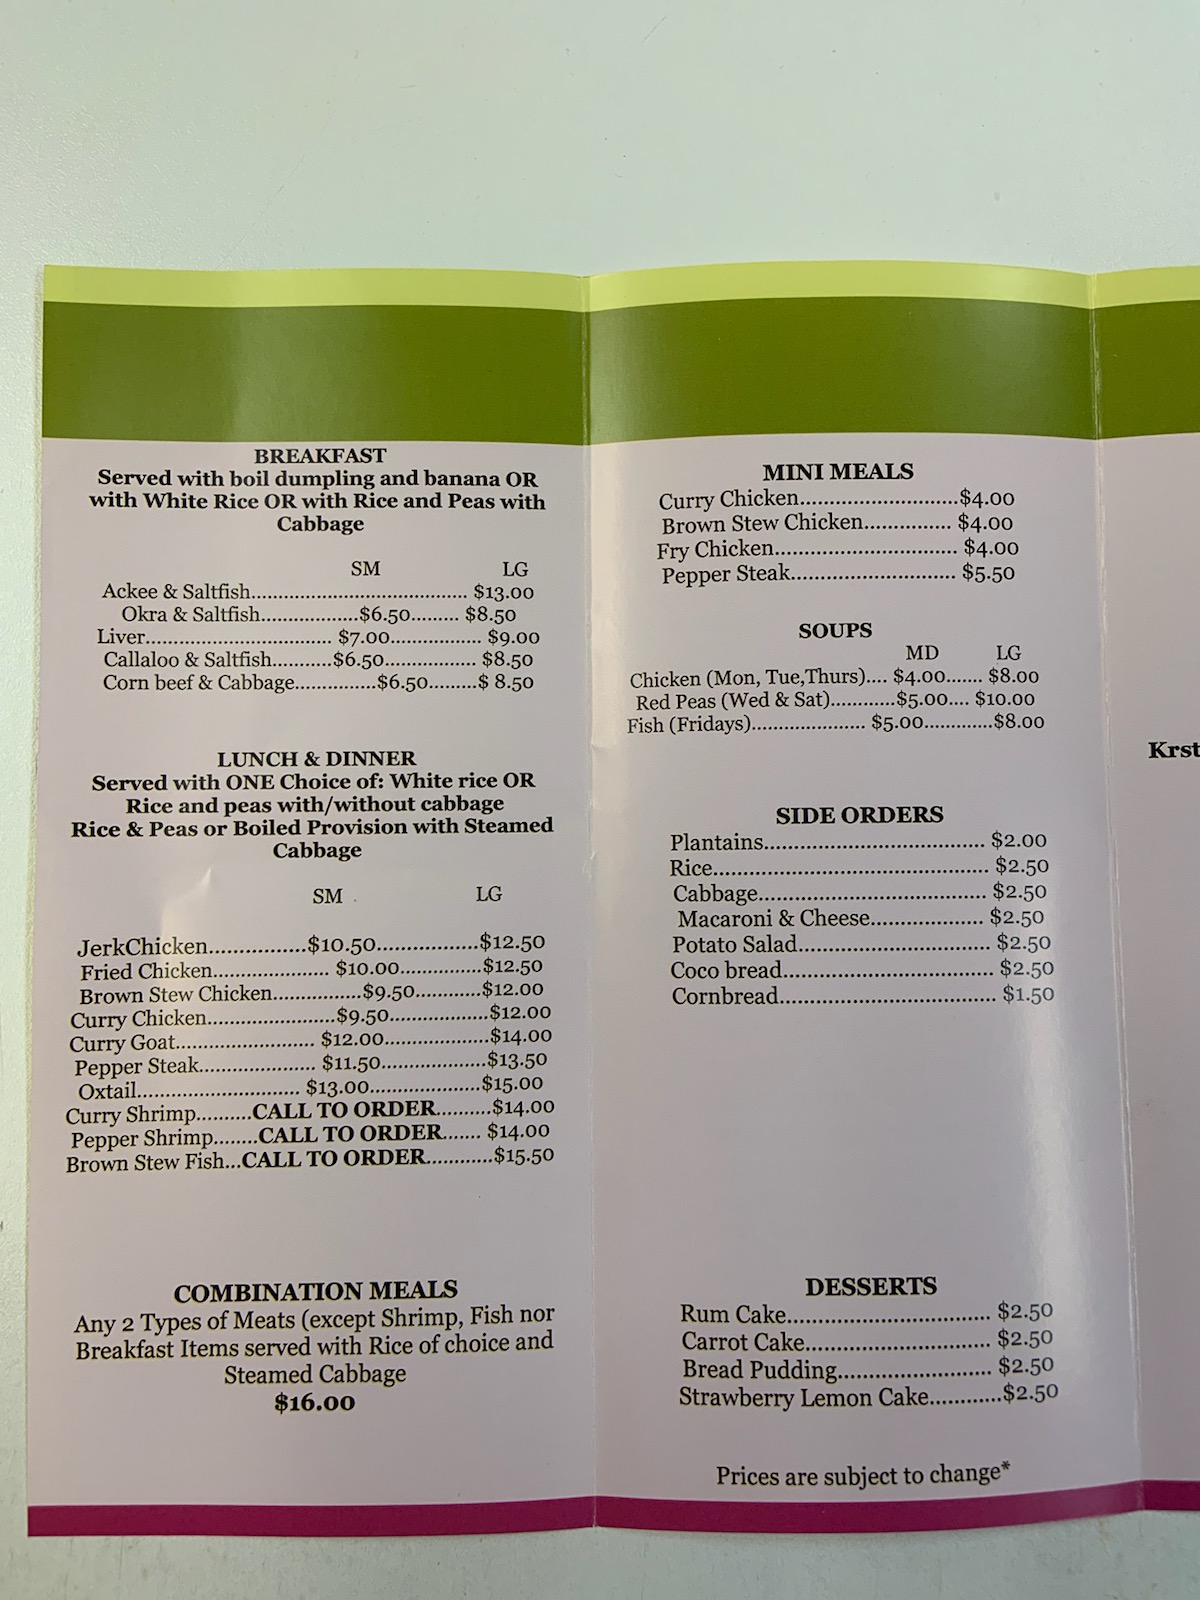 BREAKFAST
Served with boil dumpling and banana OR
with White Rice OR with Rice and Peas with
Cabbage
SM LG
Ackee & Saltfish....................................... $13.00
Okra & Saltfish..................$6.50......... $8.50
Liver.................................. $7.00................. $9.00
Callaloo & Saltfish...........$6.50................. $8.50
Corn beef & Cabbage...............$6.50.........$ 8.50
LUNCH & DINNER
Served with ONE Choice of: White rice OR
Rice and peas with/without cabbage
Rice & Peas or Boiled Provision with Steamed
Cabbage
SM LG
JerkChicken................$10.50.................$12.50
Fried Chicken..................... $10.00...............$12.50
Brown Stew Chicken................$9.50............$12.00
Curry Chicken.......................$9.50..................$12.00
Curry Goat......................... $12.00...................$14.00
Pepper Steak..................... $11.50...................$13.50
Oxtail.............................. $13.00....................$15.00
Curry Shrimp..........CALL TO ORDER..........$14.00
Pepper Shrimp........CALL TO ORDER....... $14.00
Brown Stew Fish...CALL TO ORDER............$15.50
COMBINATION MEALS
Any 2 Types of Meats (except Shrimp, Fish nor
Breakfast Items served with Rice of choice and
Steamed Cabbage
$16.00
MINI MEALS
Curry Chicken............................$4.00
Brown Stew Chicken............... $4.00
Fry Chicken................................ $4.00
Pepper Steak............................. $5.50
SOUPS
MD LG
Chicken (Mon, Tue,Thurs).... $4.00....... $8.00
Red Peas (Wed & Sat)............$5.00.... $10.00
Fish (Fridays)..................... $5.00.............$8.00
SIDE ORDERS
Plantains....................................... $2.00
Rice................................................. $2.50
Cabbage......................................... $2.50
Macaroni & Cheese.................... $2.50
Potato Salad.................................. $2.50
Coco bread..................................... $2.50
Cornbread...................................... $1.50
DESSERTS
Rum Cake.................................... $2.50
Carrot Cake................................. $2.50
Bread Pudding............................ $2.50
Strawberry Lemon Cake............$2.50
Prices are subject to change*
Krst